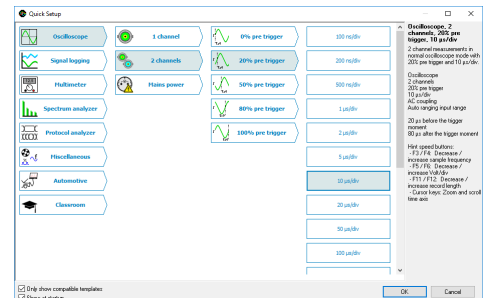 Quick Setup
Oscilloscope
Signal logging
Multimeter
Spectrum analyzer
Protocol analyzer
Miscellaneous
Automotive
Classroom
1 channel
2 channels
Mains power
0% pre trigger
20% pre trigger
50% pre trigger
80% pre trigger
100% pre trigger
100 ns/div
200 ns/div
500 ns/div
1 µs/div
2 µs/div
5 µs/div
10 µs/div
20 µs/div
50 µs/div
100 µs/div
Oscilloscope, 2
channels, 20% pre
trigger, 10 µs/div
2 channel measurements in
normal oscilloscope mode with
20% pre trigger and 10 µs/div.
Oscilloscope
2 channels
20% pre trigger
10 µs/div
AC coupling
Auto ranging input range
20 µs before the trigger
moment
80 µs after the trigger moment
Hint speed buttons:
- F3 / F4: Decrease /
increase sample frequency
- F5 / F6: Decrease /
increase Volt/div
- F11 / F12: Decrease /
increase record length
- Cursor keys: Zoom and scroll
time axis
Only show compatible templates
OK
Cancel